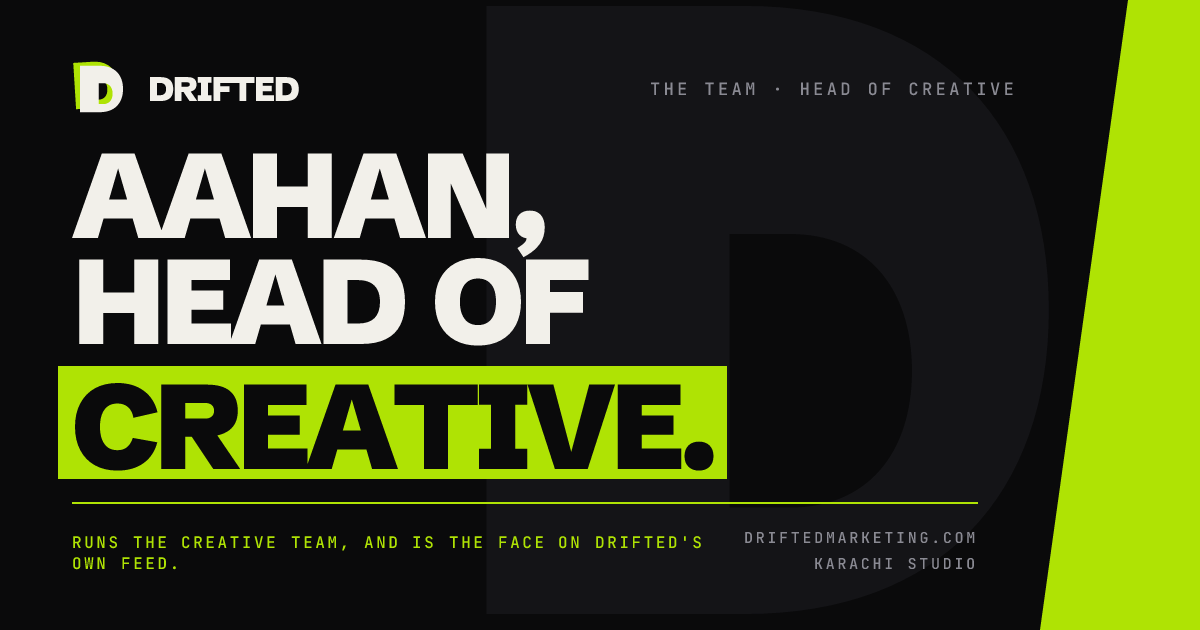 DRIFTED
THE TEAM · HEAD OF CREATIVE
AAHAN,
HEAD OF
CREATIVE.
RUNS THE CREATIVE TEAM, AND IS THE FACE ON DRIFTED'S
OWN FEED.
DRIFTEDMARKETING.COM
KARACHI STUDIO